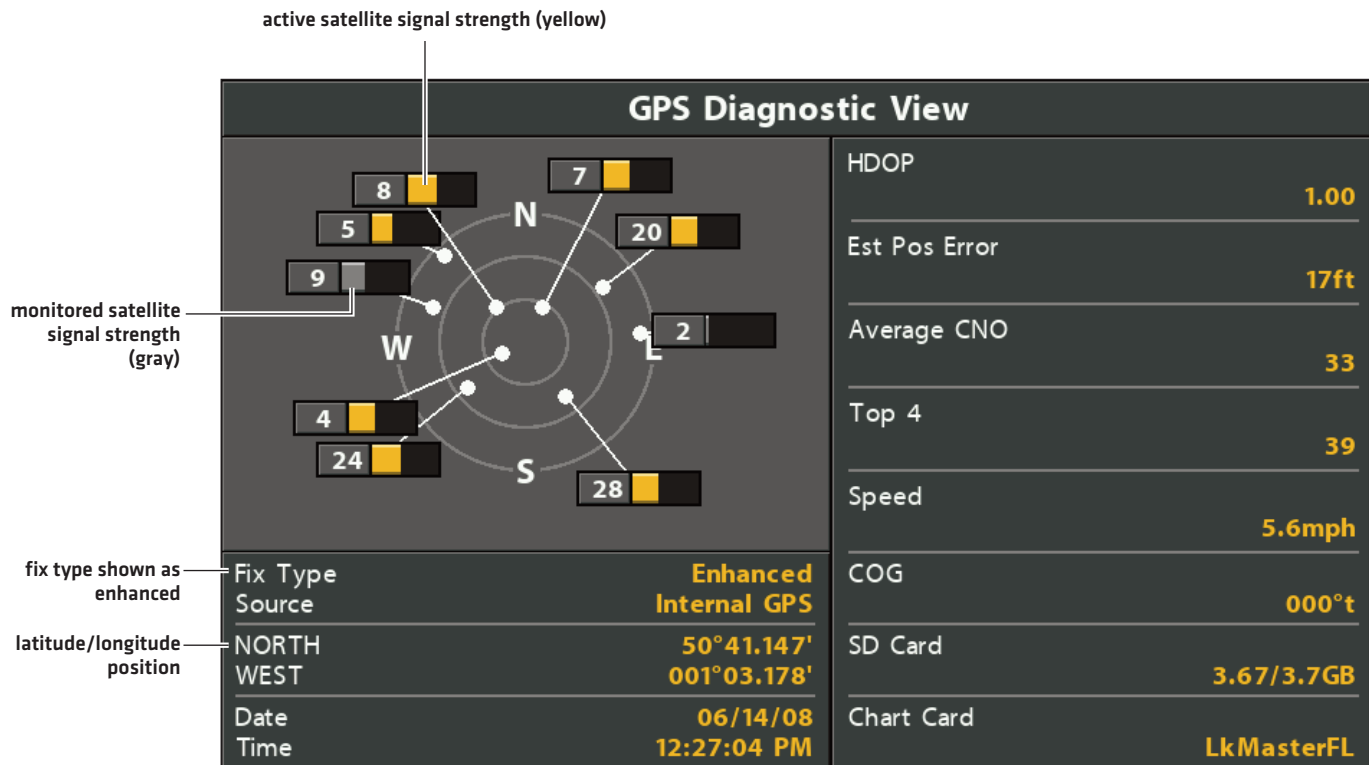 active satellite signal strength (yellow)
GPS Diagnostic View
8
7
5
N
20
9
monitored satellite
signal strength
(gray)
W
E
2
4
24
S
28
HDOP
1.00
Est Pos Error
17ft
Average CNO
33
Top 4
39
Speed
5.6mph
COG
000°t
SD Card
3.67/3.7GB
Chart Card
LkMasterFL
fix type shown as
enhanced
Fix Type Enhanced
Source Internal GPS
latitude/longitude
position
NORTH 50°41.147'
WEST 001°03.178'
Date 06/14/08
Time 12:27:04 PM